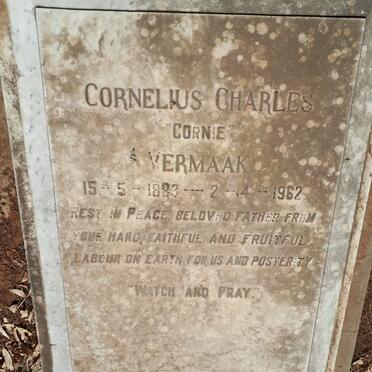 CORNELIUS CHARLES
"CORNIE"
VERMAAK
15-5-1893 — 2-4-1962
REST IN PEACE BELOVED FATHER FROM
YOUR HARD, FAITHFUL AND FRUITFUL
LABOUR ON EARTH FOR US AND POSTERITY
"WATCH AND PRAY"